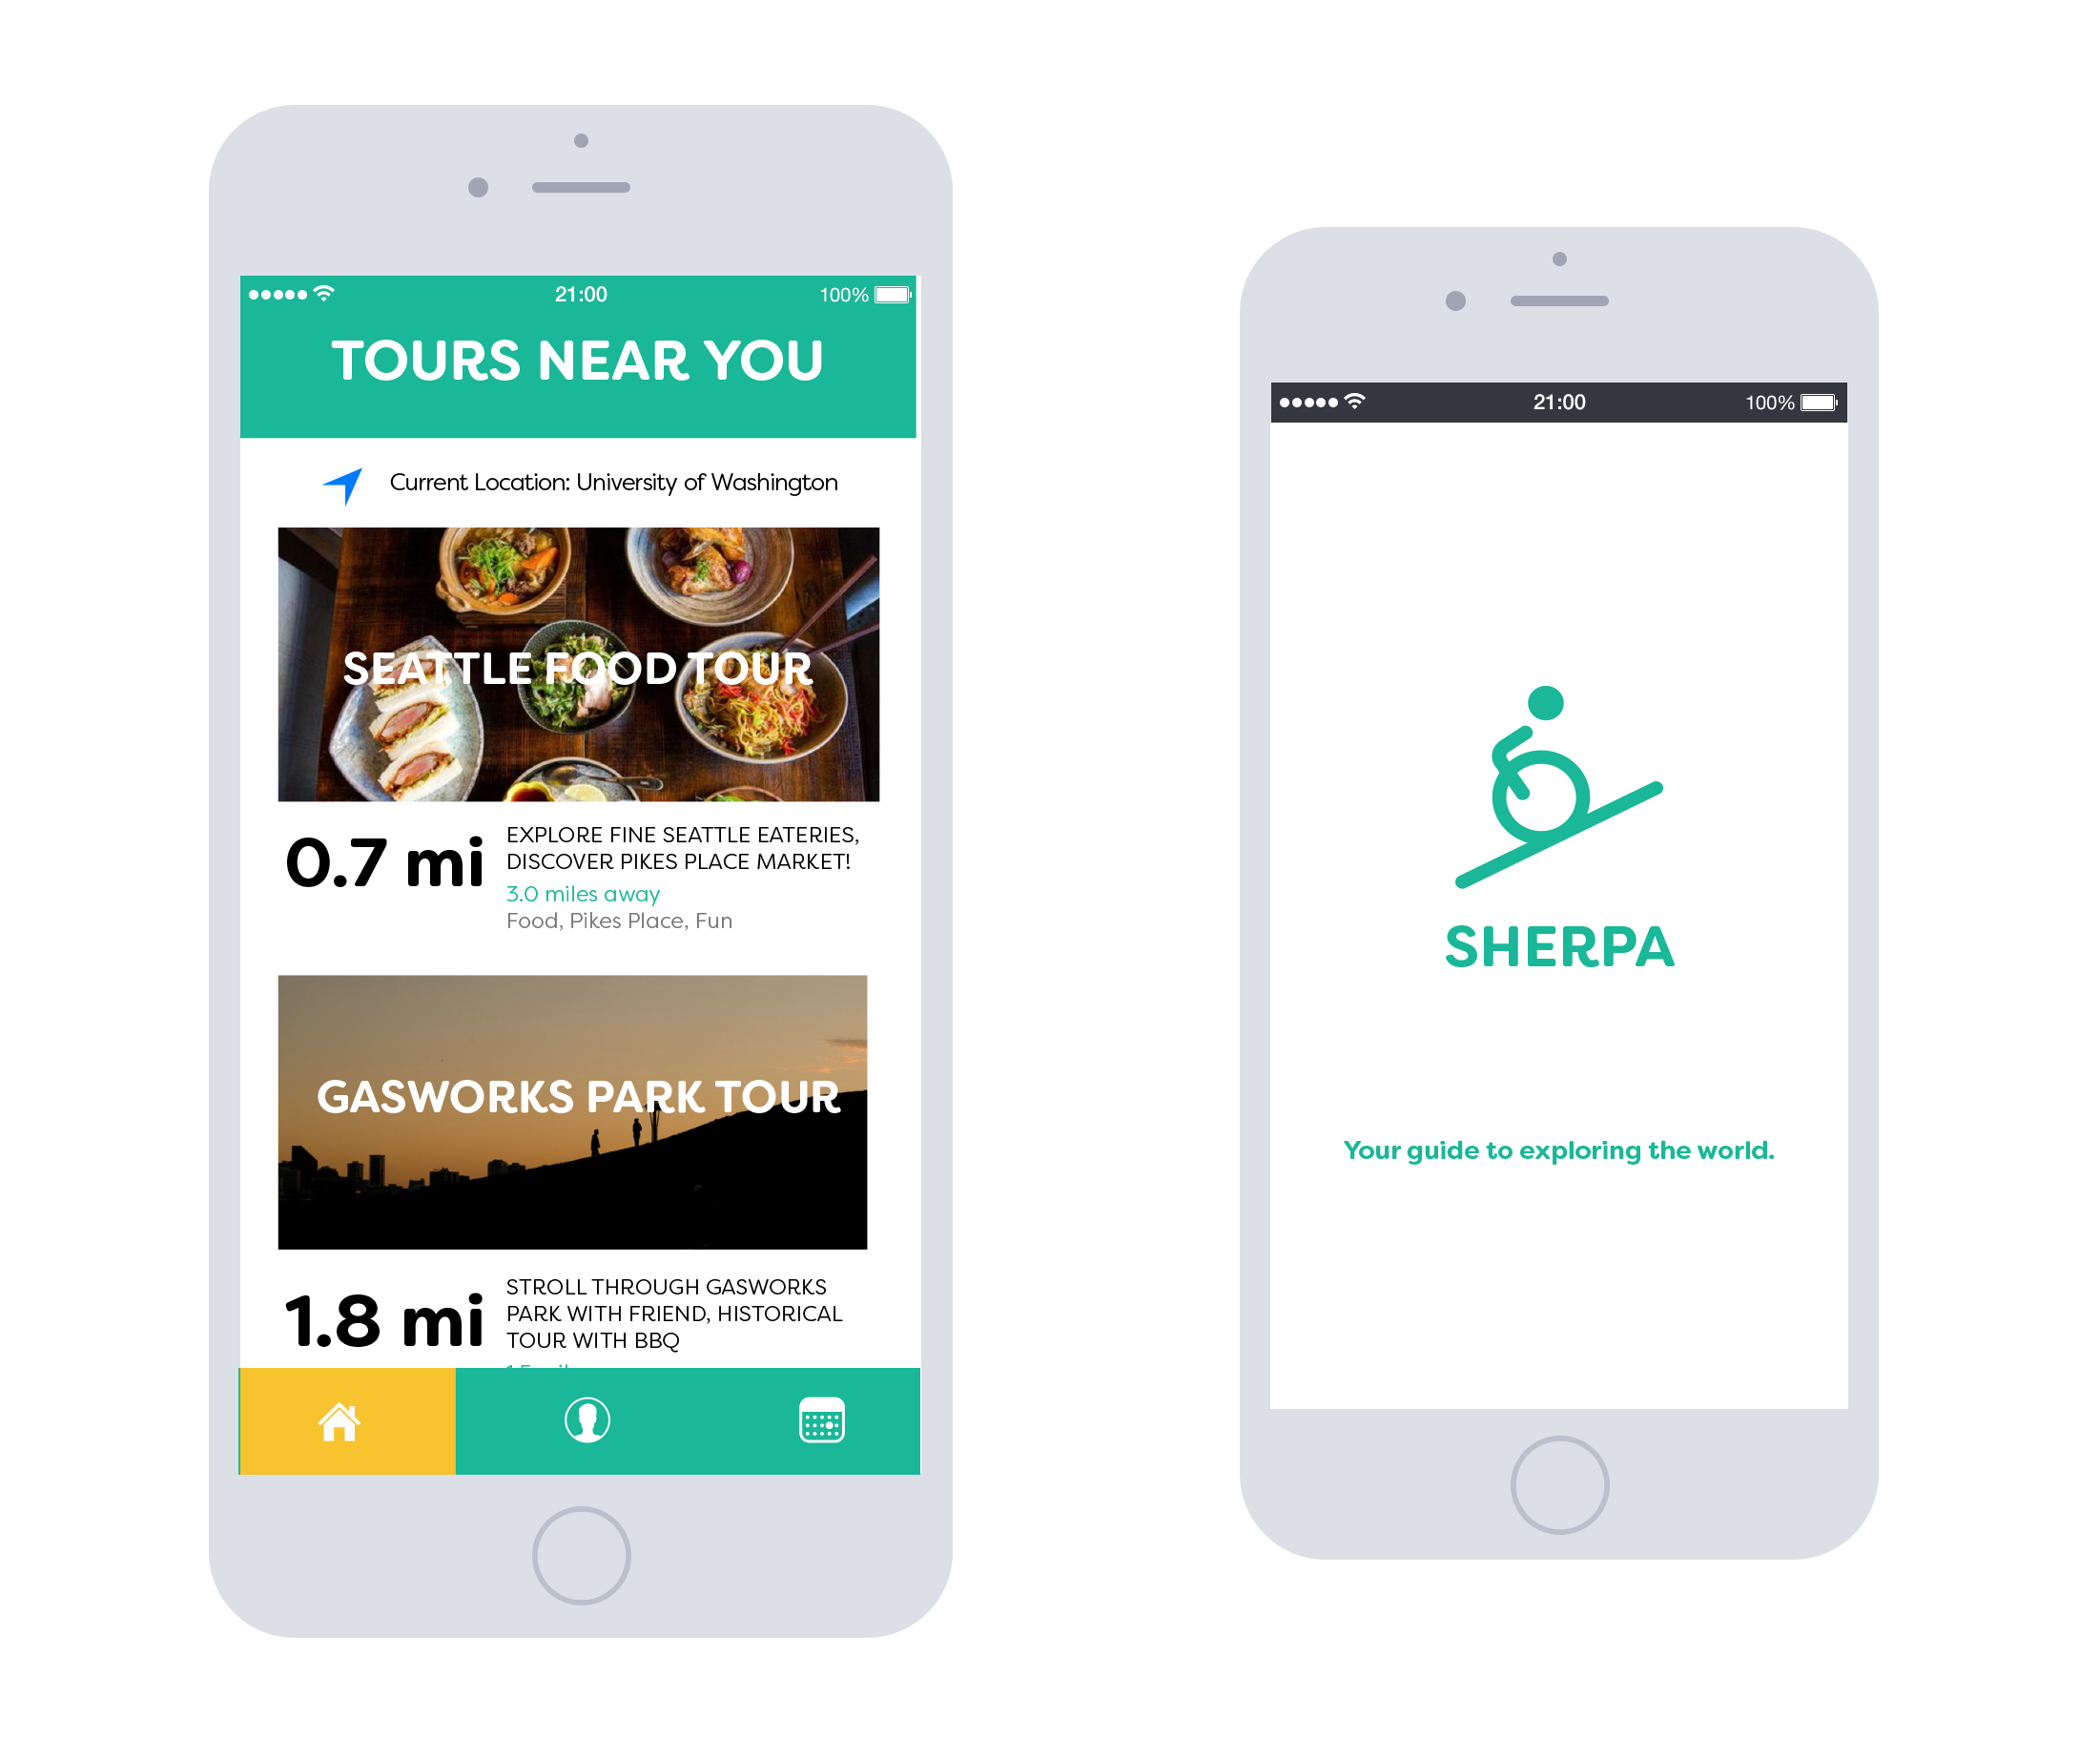 21:00
100%
TOURS NEAR YOU
Current Location: University of Washington
SEATTLE FOOD TOUR
0.7 mi
EXPLORE FINE SEATTLE EATERIES,
DISCOVER PIKES PLACE MARKET!
3.0 miles away
Food, Pikes Place, Fun
GASWORKS PARK TOUR
1.8 mi
STROLL THROUGH GASWORKS
PARK WITH FRIEND, HISTORICAL
TOUR WITH BBQ
21:00
100%
SHERPA
Your guide to exploring the world.